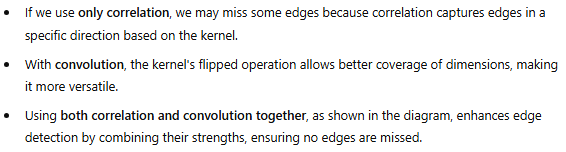 • If we use only correlation, we may miss some edges because correlation captures edges in a
specific direction based on the kernel.
• With convolution, the kernel's flipped operation allows better coverage of dimensions, making
it more versatile.
• Using both correlation and convolution together, as shown in the diagram, enhances edge
detection by combining their strengths, ensuring no edges are missed.